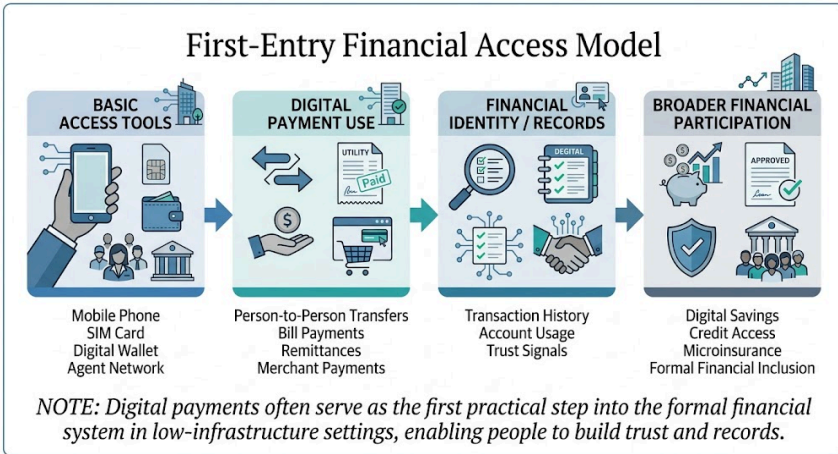 First-Entry Financial Access Model
BASIC
ACCESS TOOLS
DIGITAL
PAYMENT USE
UTILITY
Paid
$
FINANCIAL
IDENTITY / RECORDS
DEGITAL
BROADER FINANCIAL
PARTICIPATION
$
$
APPROVED
Mobile Phone
SIM Card
Digital Wallet
Agent Network
Person-to-Person Transfers
Bill Payments
Remittances
Merchant Payments
Transaction History
Account Usage
Trust Signals
Digital Savings
Credit Access
Microinsurance
Formal Financial Inclusion
NOTE: Digital payments often serve as the first practical step into the formal financial
system in low-infrastructure settings, enabling people to build trust and records.